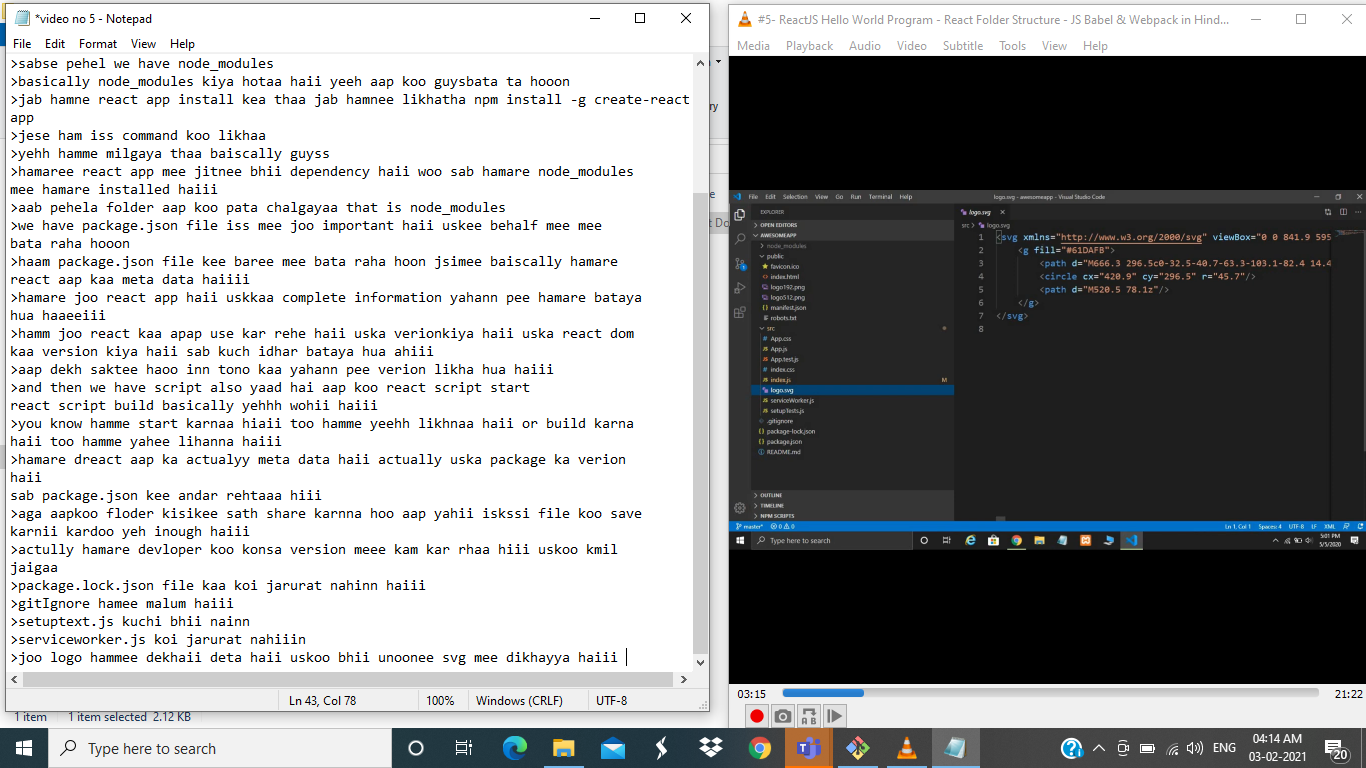 *video no 5 - Notepad
File Edit Format View Help
>sabse pehel we have node_modules
>basically node_modules kiya hotaa haii yeeh aap koo guysbata ta hooon
>jab hamne react app install kea thaa jab hamnee likhatha npm install -g create-react
app
>jese ham iss command koo likhaa
>yehh hamme milgaya thaa baiscally guyss
>hamaree react app mee jitnee bhii dependency haii woo sab hamare node_modules
mee hamare installed haiii
>aab pehela folder aap koo pata chalgayaa that is node_modules
>we have package.json file iss mee joo important haii uskee behalf mee mee
bata raha hooon
>haam package.json file kee baree mee bata raha hoon jsimee baiscally hamare
react aap kaa meta data haiiii
>hamare joo react app haii uskkaa complete information yahann pee hamare bataya
hua haaeeiii
>hamm joo react kaa apap use kar rehe haii uska verionkiya haii uska react dom
kaa version kiya haii sab kuch idhar bataya hua ahiii
>aap dekh saktee haoo inn tono kaa yahann pee verion likha hua haiii
>and then we have script also yaad hai aap koo react script start
react script build basically yehhh wohii haiii
>you know hamme start karnaa hiaii too hamme yeehh likhnaa haii or build karna
haii too hamme yahee lihanna haiii
>hamare dreact aap ka actualyy meta data haii actually uska package ka verion
haii
sab package.json kee andar rehtaaa hiii
>aga aapkoo floder kisikee sath share karnna hoo aap yahii iskssi file koo save
karnii kardoo yeh inough haiii
>actully hamare devloper koo konsa version meee kam kar rhaa hiii uskoo kmil
jaigaa
>package.lock.json file kaa koi jarurat nahinn haiii
>gitIgnore hamee malum haiii
>setuptext.js kuchi bhii nainn
>serviceworker.js koi jarurat nahiiin
>joo logo hammee dekhaii deta haii uskoo bhii unoonee svg mee dikhayya haiii
Ln 43, Col 78 100% Windows (CRLF) UTF-8
1 item 1 item selected 2.12 KB
#5- ReactJS Hello World Program - React Folder Structure - JS Babel & Webpack in Hind...
Media Playback Audio Video Subtitle Tools View Help
File Edit Selection View Go Run Terminal Help logo.svg - awesomeapp - Visual Studio Code
EXPLORER
OPEN EDITORS
AWESOMEAPP
node_modules
public
favicon.ico
index.html
logo192.png
logo512.png
manifest.json
robots.txt
src
App.css
App.js
App.test.js
index.css
index.js M
logo.svg
serviceWorker.js
setupTests.js
.gitignore
package-lock.json
package.json
README.md
OUTLINE
TIMELINE
NPM SCRIPTS
logo.svg
src > logo.svg
1 <svg xmlns="http://www.w3.org/2000/svg" viewBox="0 0 841.9 595
2 <g fill="#61DAFB">
3 <path d="M666.3 296.5c0-32.5-40.7-63.3-103.1-82.4 14.4
4 <circle cx="420.9" cy="296.5" r="45.7"/>
5 <path d="M520.5 78.1z"/>
6 </g>
7 </svg>
8
master* 0 0 Ln 1, Col 1 Spaces: 4 UTF-8 LF XML
Type here to search 5:01 PM
5/5/2020
03:15 21:22
Type here to search ENG 04:14 AM
03-02-2021 20